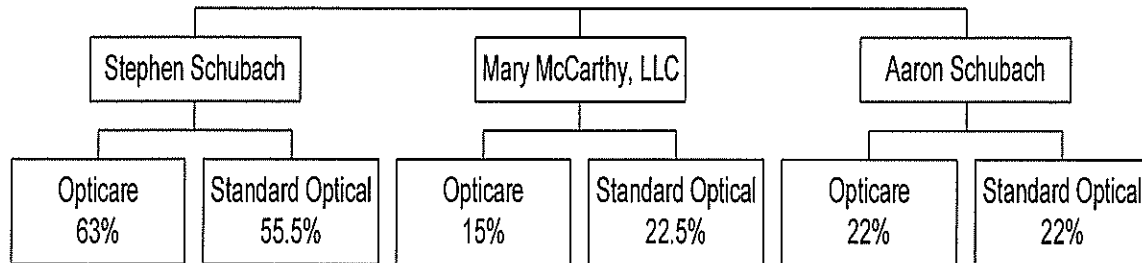 Stephen Schubach
Mary McCarthy, LLC
Aaron Schubach
Opticare
63%
Standard Optical
55.5%
Opticare
15%
Standard Optical
22.5%
Opticare
22%
Standard Optical
22%